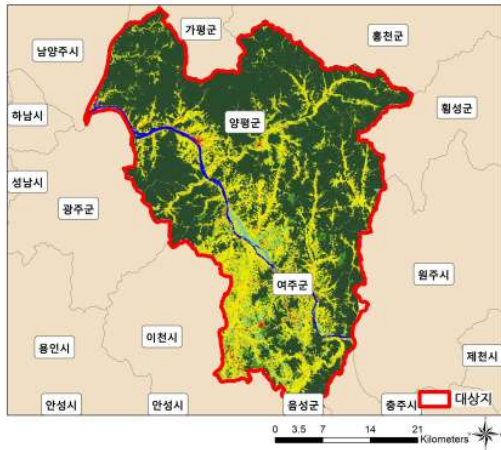 가평군
홍천군
남양주시
하남시
양평군
횡성군
성남시
광주군
여주군
원주시
이천시
용인시
제천시
대상지
안성시
안성시
음성군
충주시
0 3.5 7 14 21
Kilometers